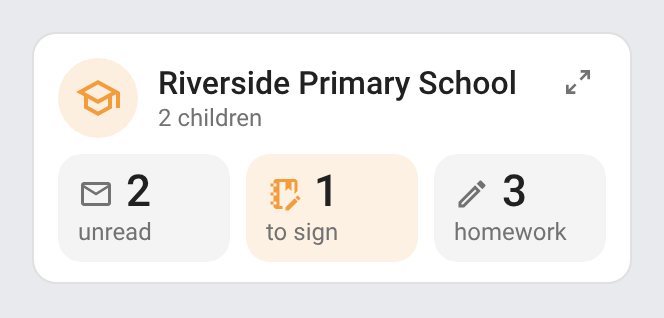 Riverside Primary School
2 children
2
unread
1
to sign
3
homework